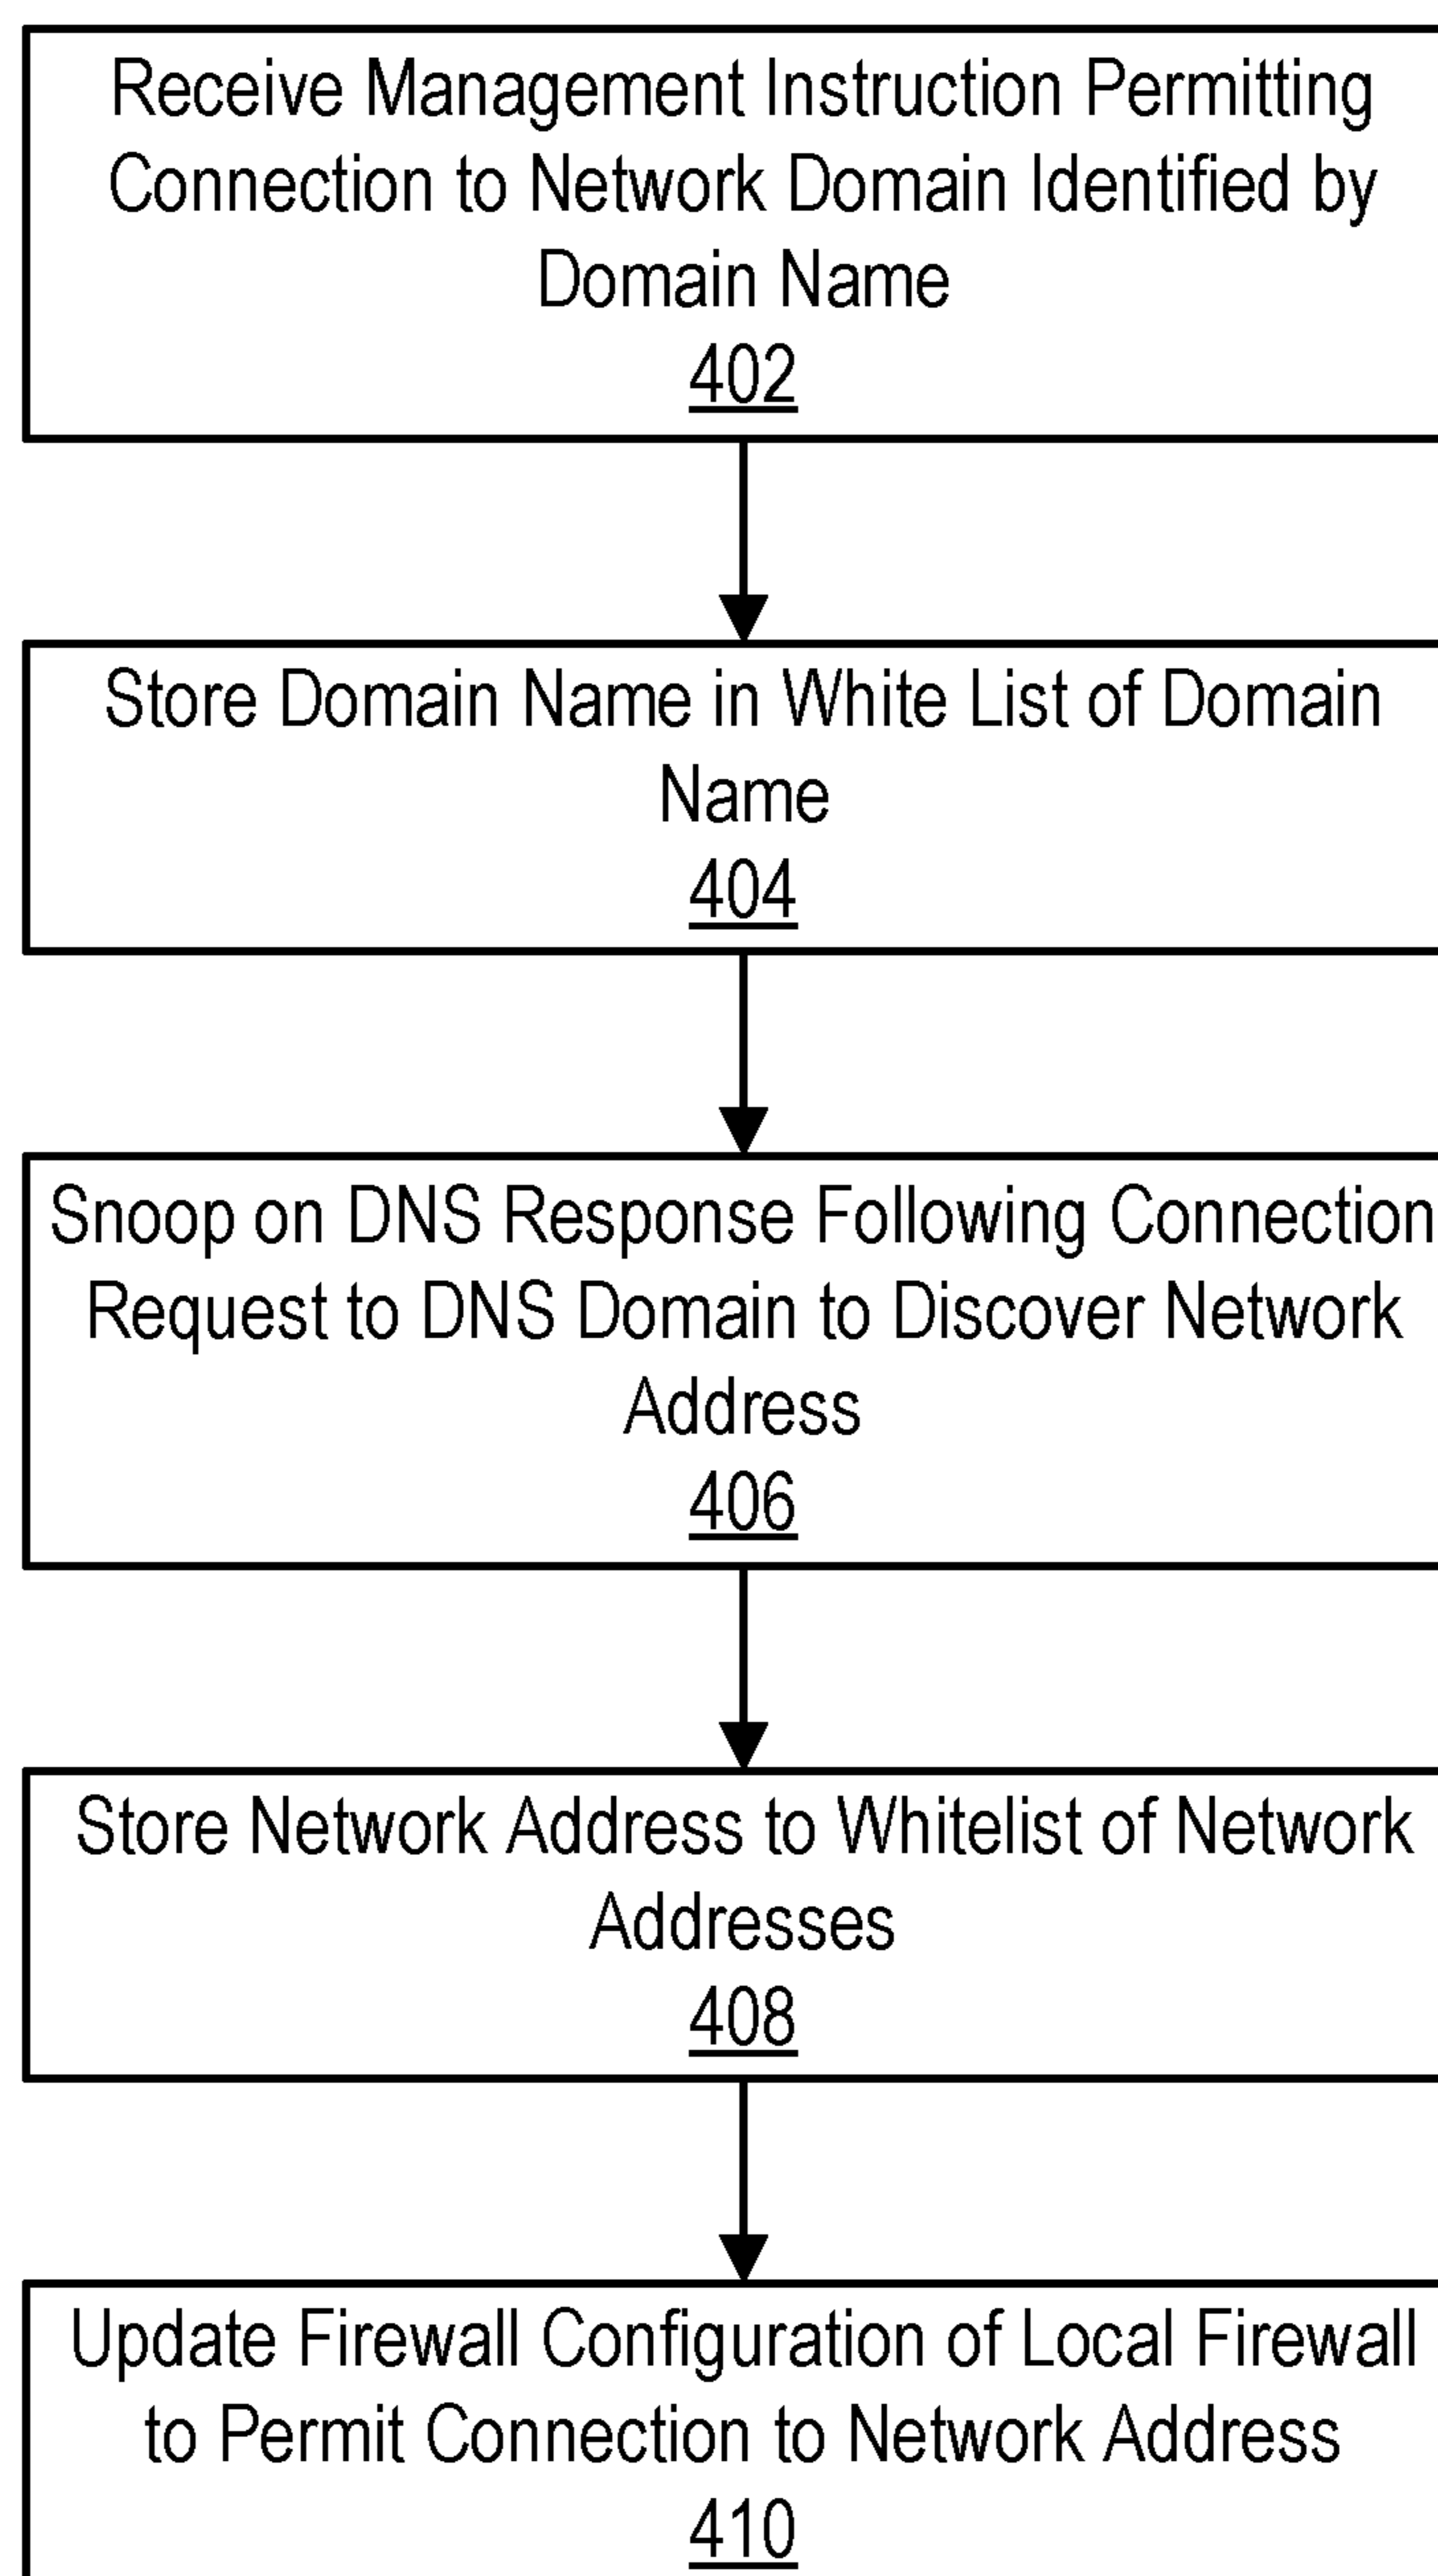 Receive Management Instruction Permitting
Connection to Network Domain Identified by
Domain Name
402
Store Domain Name in White List of Domain
Name
404
Snoop on DNS Response Following Connection
Request to DNS Domain to Discover Network
Address
406
Store Network Address to Whitelist of Network
Addresses
408
Update Firewall Configuration of Local Firewall
to Permit Connection to Network Address
410